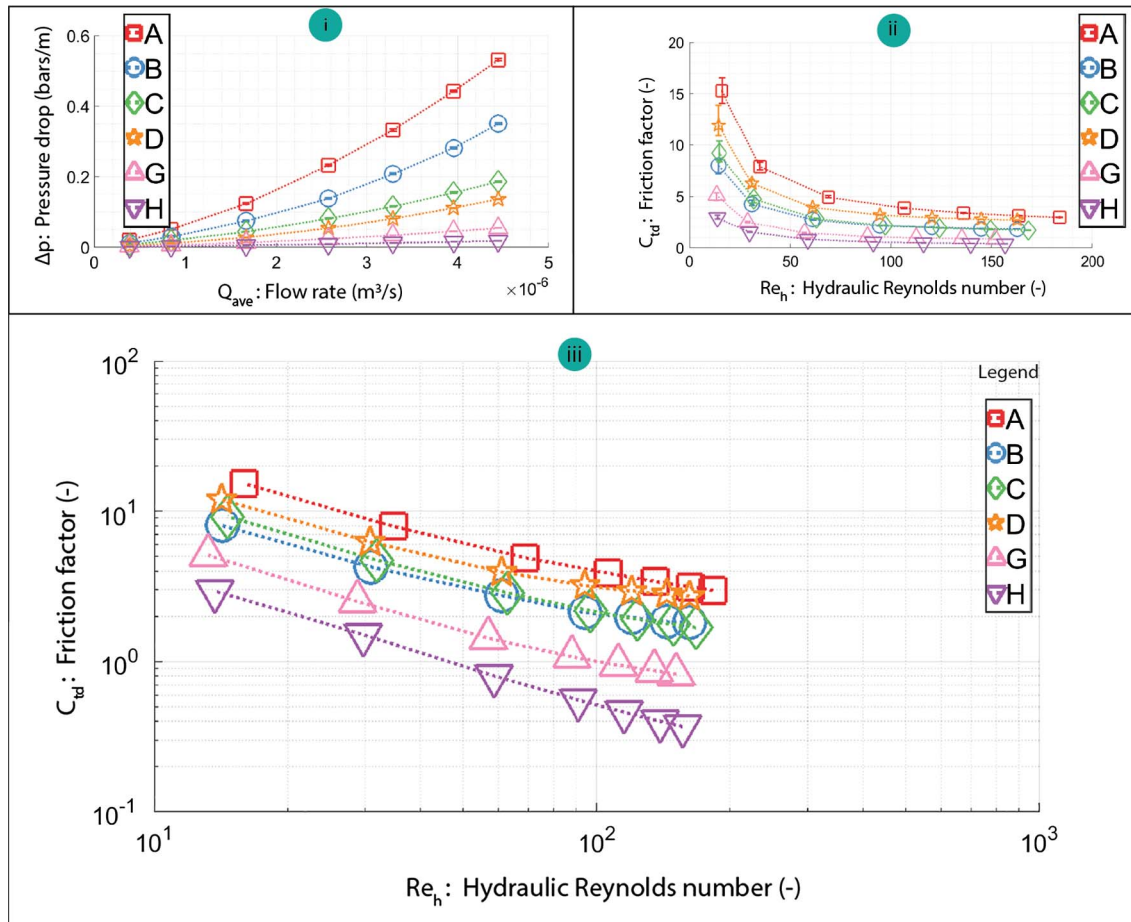 i
A
B
C
D
G
H
0.6
0.4
0.2
0
0 1 2 3 4 5
×10⁻⁶
Δp: Pressure drop (bars/m)
Q_ave: Flow rate (m³/s)
ii
A
B
C
D
G
H
20
15
10
5
0
0 50 100 150 200
C_td: Friction factor (-)
Re_h: Hydraulic Reynolds number (-)
iii
Legend
A
B
C
D
G
H
10²
10¹
10⁰
10⁻¹
10¹ 10² 10³
C_td: Friction factor (-)
Re_h: Hydraulic Reynolds number (-)